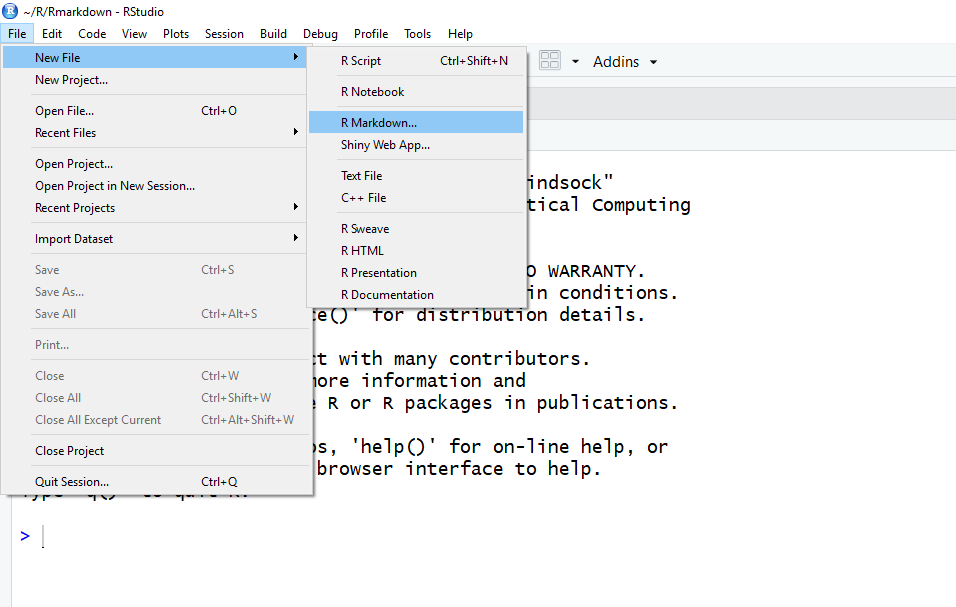 ~/R/Rmarkdown - RStudio
File Edit Code View Plots Session Build Debug Profile Tools Help
New File
New Project...
Open File... Ctrl+O
Recent Files
Open Project...
Open Project in New Session...
Recent Projects
Import Dataset
Save Ctrl+S
Save As...
Save All Ctrl+Alt+S
Print...
Close Ctrl+W
Close All Ctrl+Shift+W
Close All Except Current Ctrl+Alt+Shift+W
Close Project
Quit Session... Ctrl+Q
R Script Ctrl+Shift+N
R Notebook
R Markdown...
Shiny Web App...
Text File
C++ File
R Sweave
R HTML
R Presentation
R Documentation
Addins
indsock"
tical Computing
O WARRANTY.
in conditions.
ce()' for distribution details.
ct with many contributors.
more information and
e R or R packages in publications.
os, 'help()' for on-line help, or
browser interface to help.
>